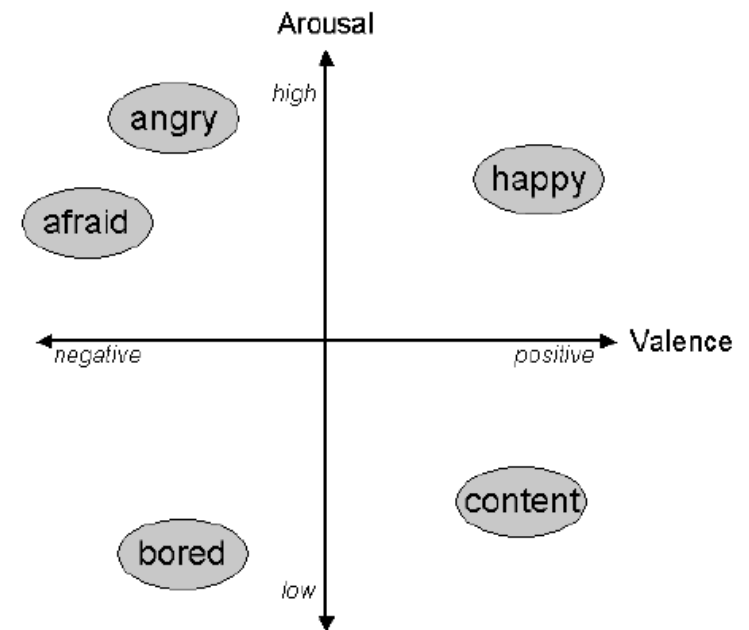 Arousal
high
angry
happy
afraid
Valence
negative
positive
content
bored
low